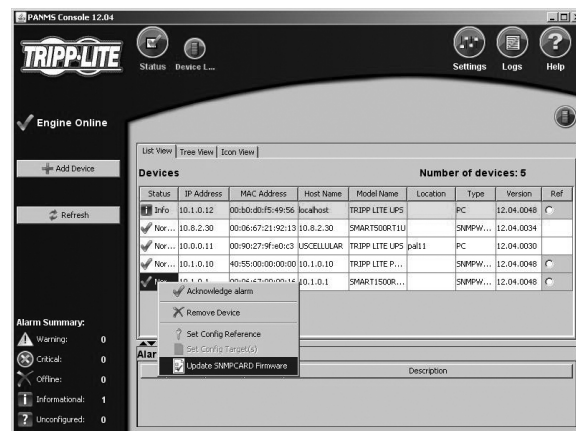 PANMS Console 12.04
TRIPP·LITE
Status
Device L...
Settings
Logs
Help
Engine Online
Add Device
Refresh
List View Tree View Icon View
Devices Number of devices: 5
Status IP Address MAC Address Host Name Model Name Location Type Version Ref
Info 10.1.0.12 00:b0:d0:f5:49:56 localhost TRIPP LITE UPS PC 12.04.0048
Nor... 10.8.2.30 00:06:67:21:92:13 10.8.2.30 SMART500RT1U SNMPW... 12.04.0034
Nor... 10.0.0.11 00:90:27:9f:e0:c3 USCELLULAR TRIPP LITE UPS pal11 PC 12.04.0030
Nor... 10.1.0.10 40:55:00:00:00:00 10.1.0.10 TRIPP LITE P... SNMPW... 12.04.0048
10.1.0.1 SMART1500R... SNMPW... 12.04.0048
Acknowledge alarm
Remove Device
Set Config Reference
Set Config Target(s)
Update SNMPCARD Firmware
Alar
Description
Alarm Summary:
Warning: 0
Critical: 0
Offline: 0
Informational: 1
Unconfigured: 0